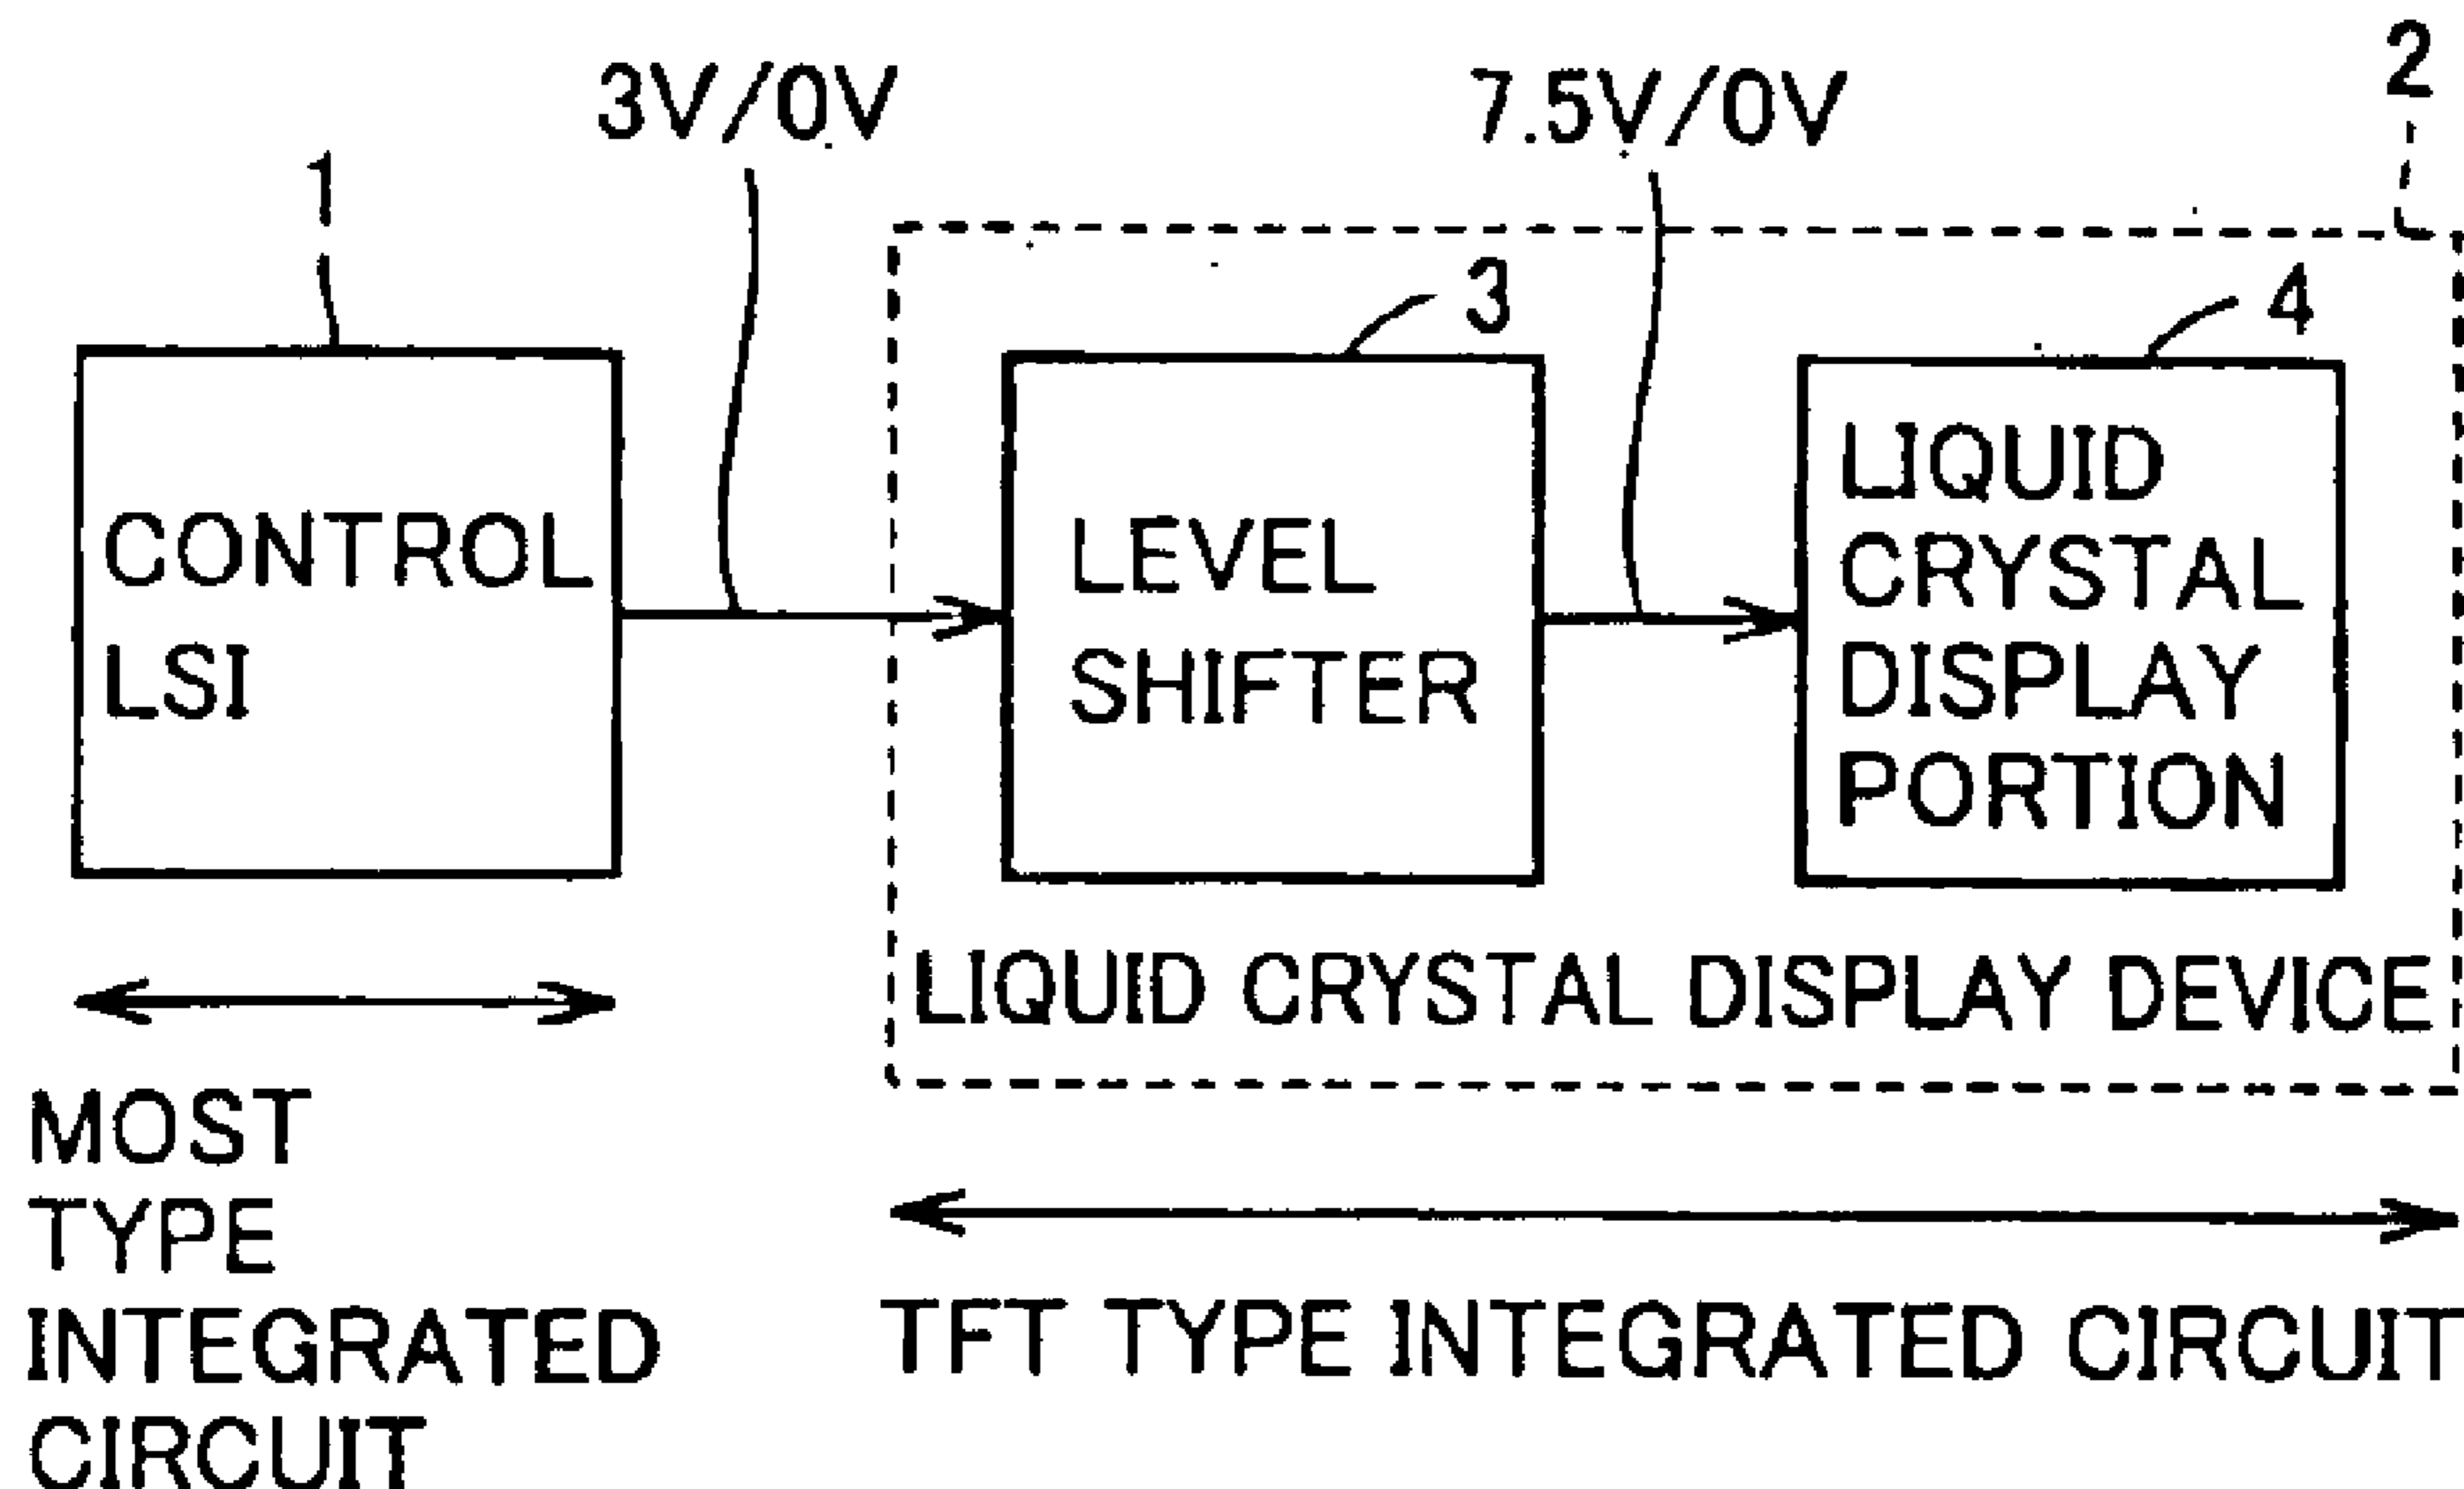 2
3V/0V
7.5V/0V
1
3
4
CONTROL
LSI
LEVEL
SHIFTER
LIQUID
CRYSTAL
DISPLAY
PORTION
LIQUID CRYSTAL DISPLAY DEVICE
MOST
TYPE
INTEGRATED
CIRCUIT
TFT TYPE INTEGRATED CIRCUIT